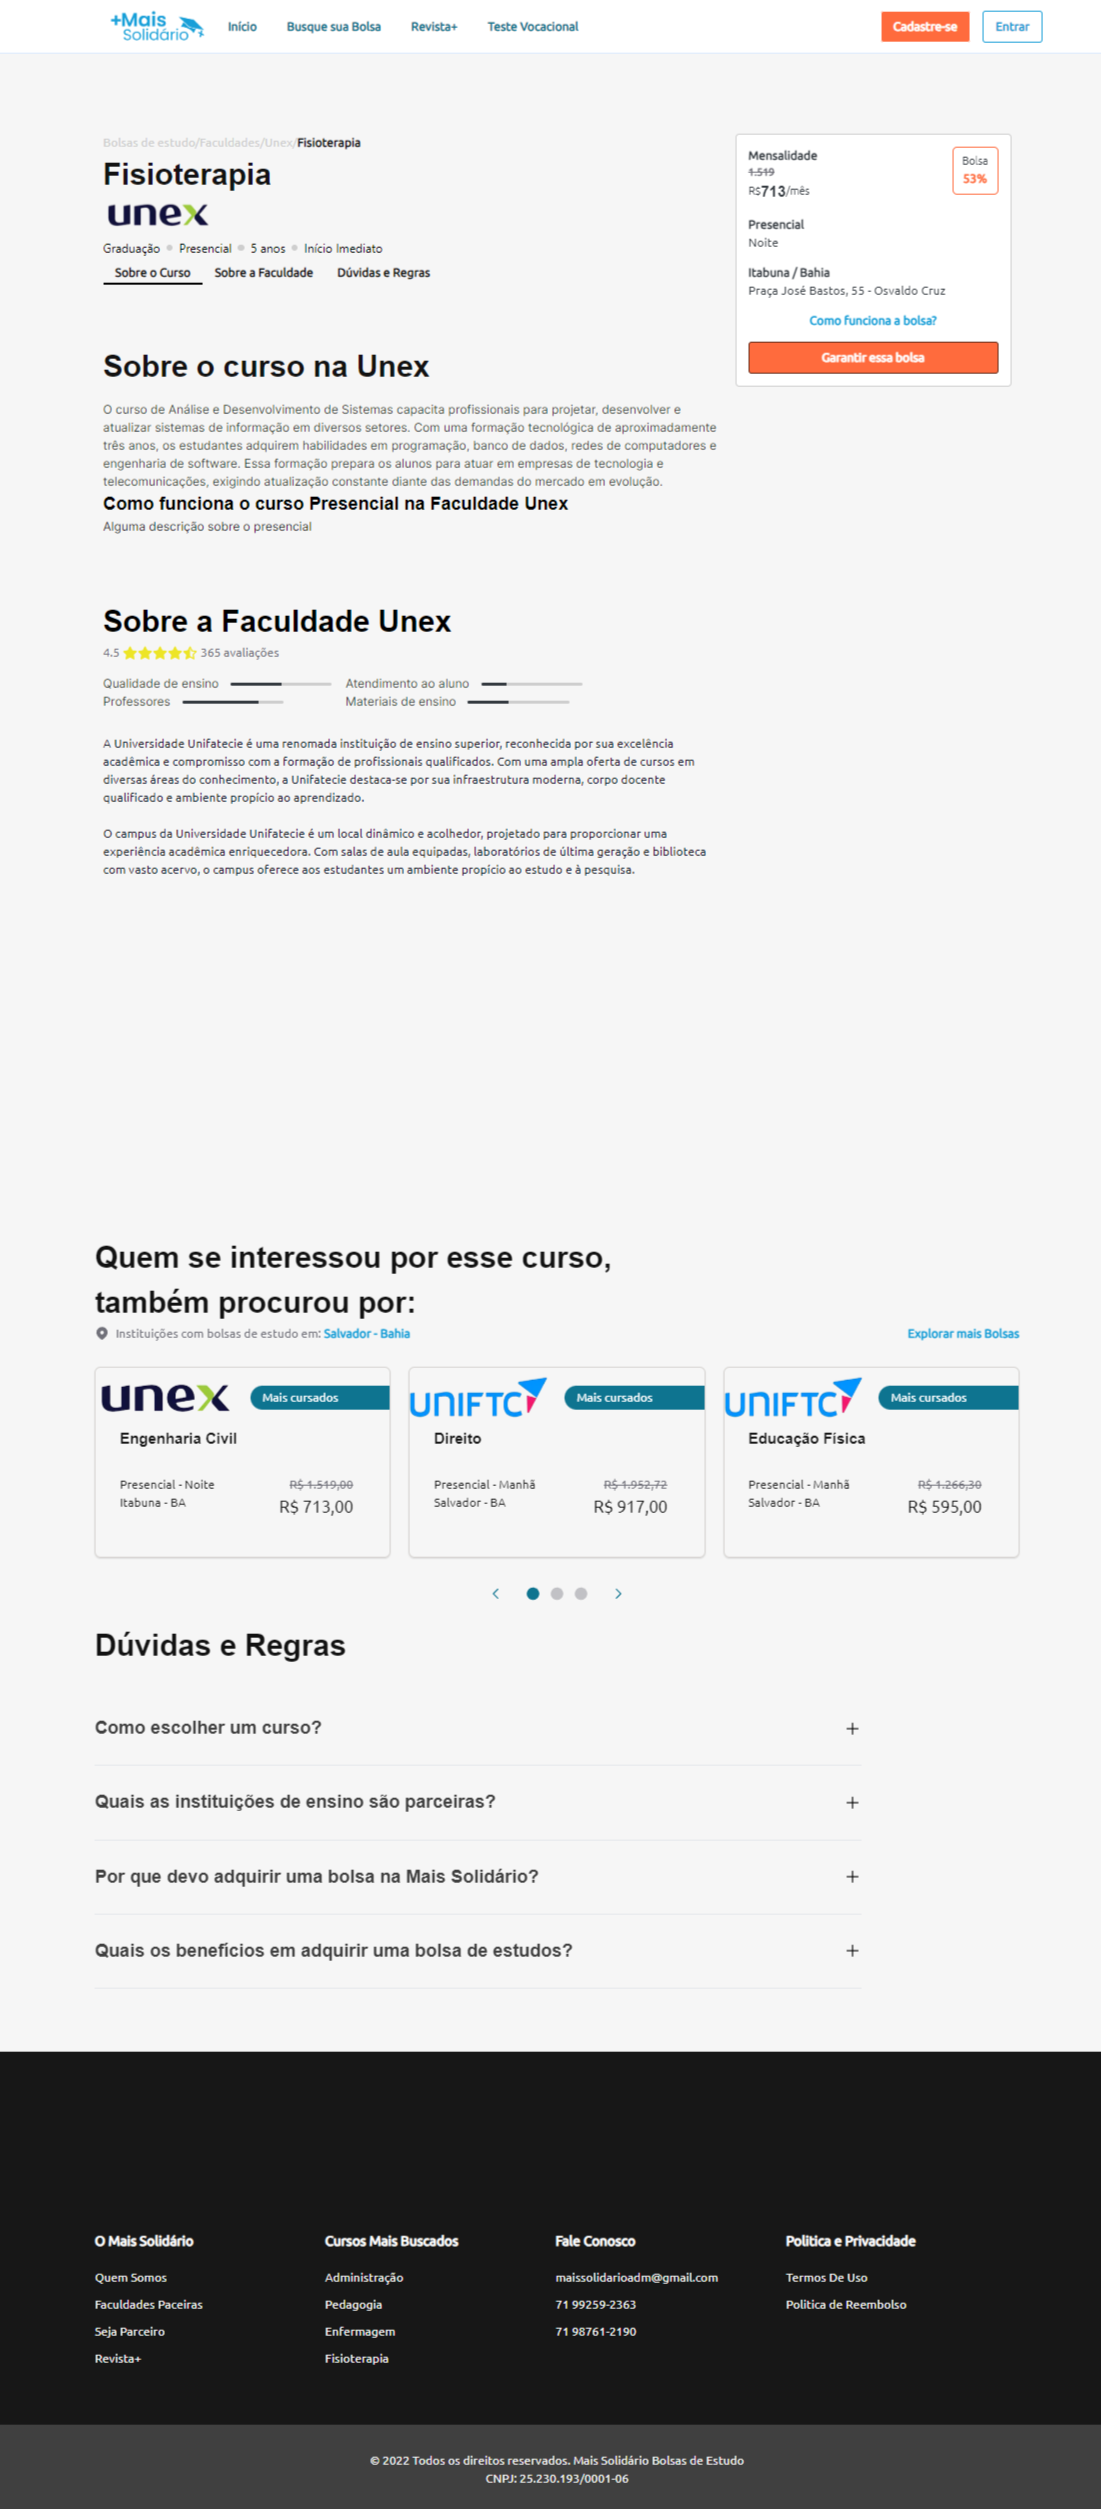 +Mais
Solidário
Início
Busque sua Bolsa
Revista+
Teste Vocacional
Cadastre-se
Entrar
Bolsas de estudo/Faculdades/Unex/Fisioterapia
Fisioterapia
unex
Graduação
Presencial
5 anos
Início Imediato
Sobre o Curso
Sobre a Faculdade
Dúvidas e Regras
Mensalidade
1.519
R$713/mês
Bolsa
53%
Presencial
Noite
Itabuna / Bahia
Praça José Bastos, 55 - Osvaldo Cruz
Como funciona a bolsa?
Garantir essa bolsa
Sobre o curso na Unex
O curso de Análise e Desenvolvimento de Sistemas capacita profissionais para projetar, desenvolver e
atualizar sistemas de informação em diversos setores. Com uma formação tecnológica de aproximadamente
três anos, os estudantes adquirem habilidades em programação, banco de dados, redes de computadores e
engenharia de software. Essa formação prepara os alunos para atuar em empresas de tecnologia e
telecomunicações, exigindo atualização constante diante das demandas do mercado em evolução.
Como funciona o curso Presencial na Faculdade Unex
Alguma descrição sobre o presencial
Sobre a Faculdade Unex
4.5
365 avaliações
Qualidade de ensino
Atendimento ao aluno
Professores
Materiais de ensino
A Universidade Unifatecie é uma renomada instituição de ensino superior, reconhecida por sua excelência
acadêmica e compromisso com a formação de profissionais qualificados. Com uma ampla oferta de cursos em
diversas áreas do conhecimento, a Unifatecie destaca-se por sua infraestrutura moderna, corpo docente
qualificado e ambiente propício ao aprendizado.
O campus da Universidade Unifatecie é um local dinâmico e acolhedor, projetado para proporcionar uma
experiência acadêmica enriquecedora. Com salas de aula equipadas, laboratórios de última geração e biblioteca
com vasto acervo, o campus oferece aos estudantes um ambiente propício ao estudo e à pesquisa.
Quem se interessou por esse curso,
também procurou por:
Instituições com bolsas de estudo em: Salvador - Bahia
Explorar mais Bolsas
unex
Mais cursados
Engenharia Civil
Presencial - Noite
Itabuna - BA
R$ 1.519,00
R$ 713,00
UNIFTC
Mais cursados
Direito
Presencial - Manhã
Salvador - BA
R$ 1.952,72
R$ 917,00
UNIFTC
Mais cursados
Educação Física
Presencial - Manhã
Salvador - BA
R$ 1.266,30
R$ 595,00
Dúvidas e Regras
Como escolher um curso?
Quais as instituições de ensino são parceiras?
Por que devo adquirir uma bolsa na Mais Solidário?
Quais os benefícios em adquirir uma bolsa de estudos?
O Mais Solidário
Quem Somos
Faculdades Paceiras
Seja Parceiro
Revista+
Cursos Mais Buscados
Administração
Pedagogia
Enfermagem
Fisioterapia
Fale Conosco
maissolidarioadm@gmail.com
71 99259-2363
71 98761-2190
Politica e Privacidade
Termos De Uso
Politica de Reembolso
© 2022 Todos os direitos reservados. Mais Solidário Bolsas de Estudo
CNPJ: 25.230.193/0001-06